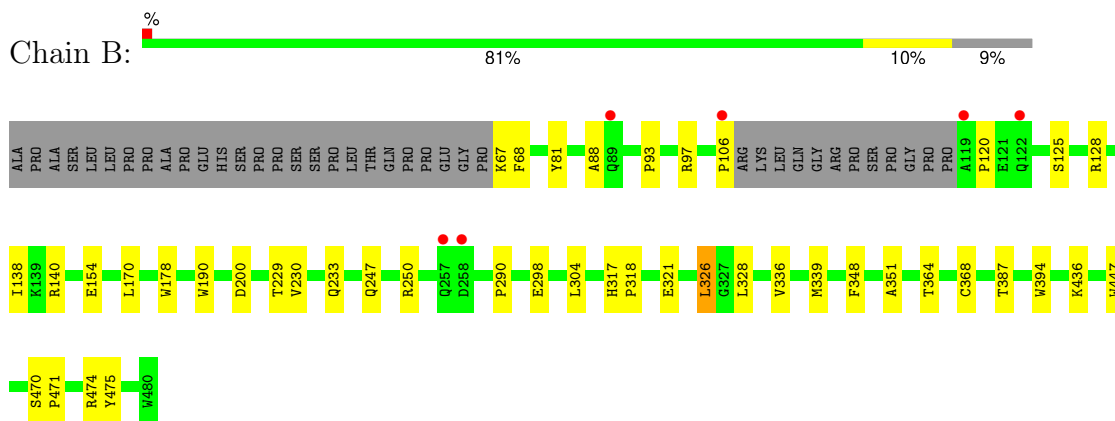 %
Chain B:
81% 10% 9%
ALA PRO ALA SER LEU LEU PRO PRO ALA PRO GLU HIS SER PRO PRO SER SER PRO LEU THR GLN PRO PRO GLU GLY PRO K67 F68 Y81 A88 Q89 P93 R97 P106 ARG LYS LEU GLN GLY ARG PRO SER PRO GLY PRO PRO A119 P120 E121 Q122 S125 R128
I138 K139 R140 E154 L170 W178 W190 D200 T229 V230 Q233 Q247 R250 Q257 D258 P290 E298 L304 H317 P318 E321 L326 G327 L328 V336 M339 F348 A351 T364 C368 T387 W394 K436 W447
S470 P471 R474 Y475 W480